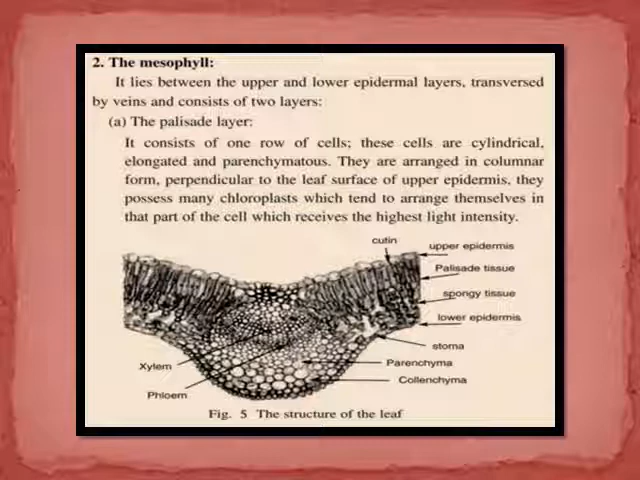 2. The mesophyll:
It lies between the upper and lower epidermal layers, transversed
by veins and consists of two layers:
(a) The palisade layer:
It consists of one row of cells; these cells are cylindrical,
elongated and parenchymatous. They are arranged in columnar
form, perpendicular to the leaf surface of upper epidermis, they
possess many chloroplasts which tend to arrange themselves in
that part of the cell which receives the highest light intensity.
cutin
upper epidermis
Palisade tissue
spongy tissue
lower epidermis
stoma
Xylem
Parenchyma
Collenchyma
Phloem
Fig. 5 The structure of the leaf